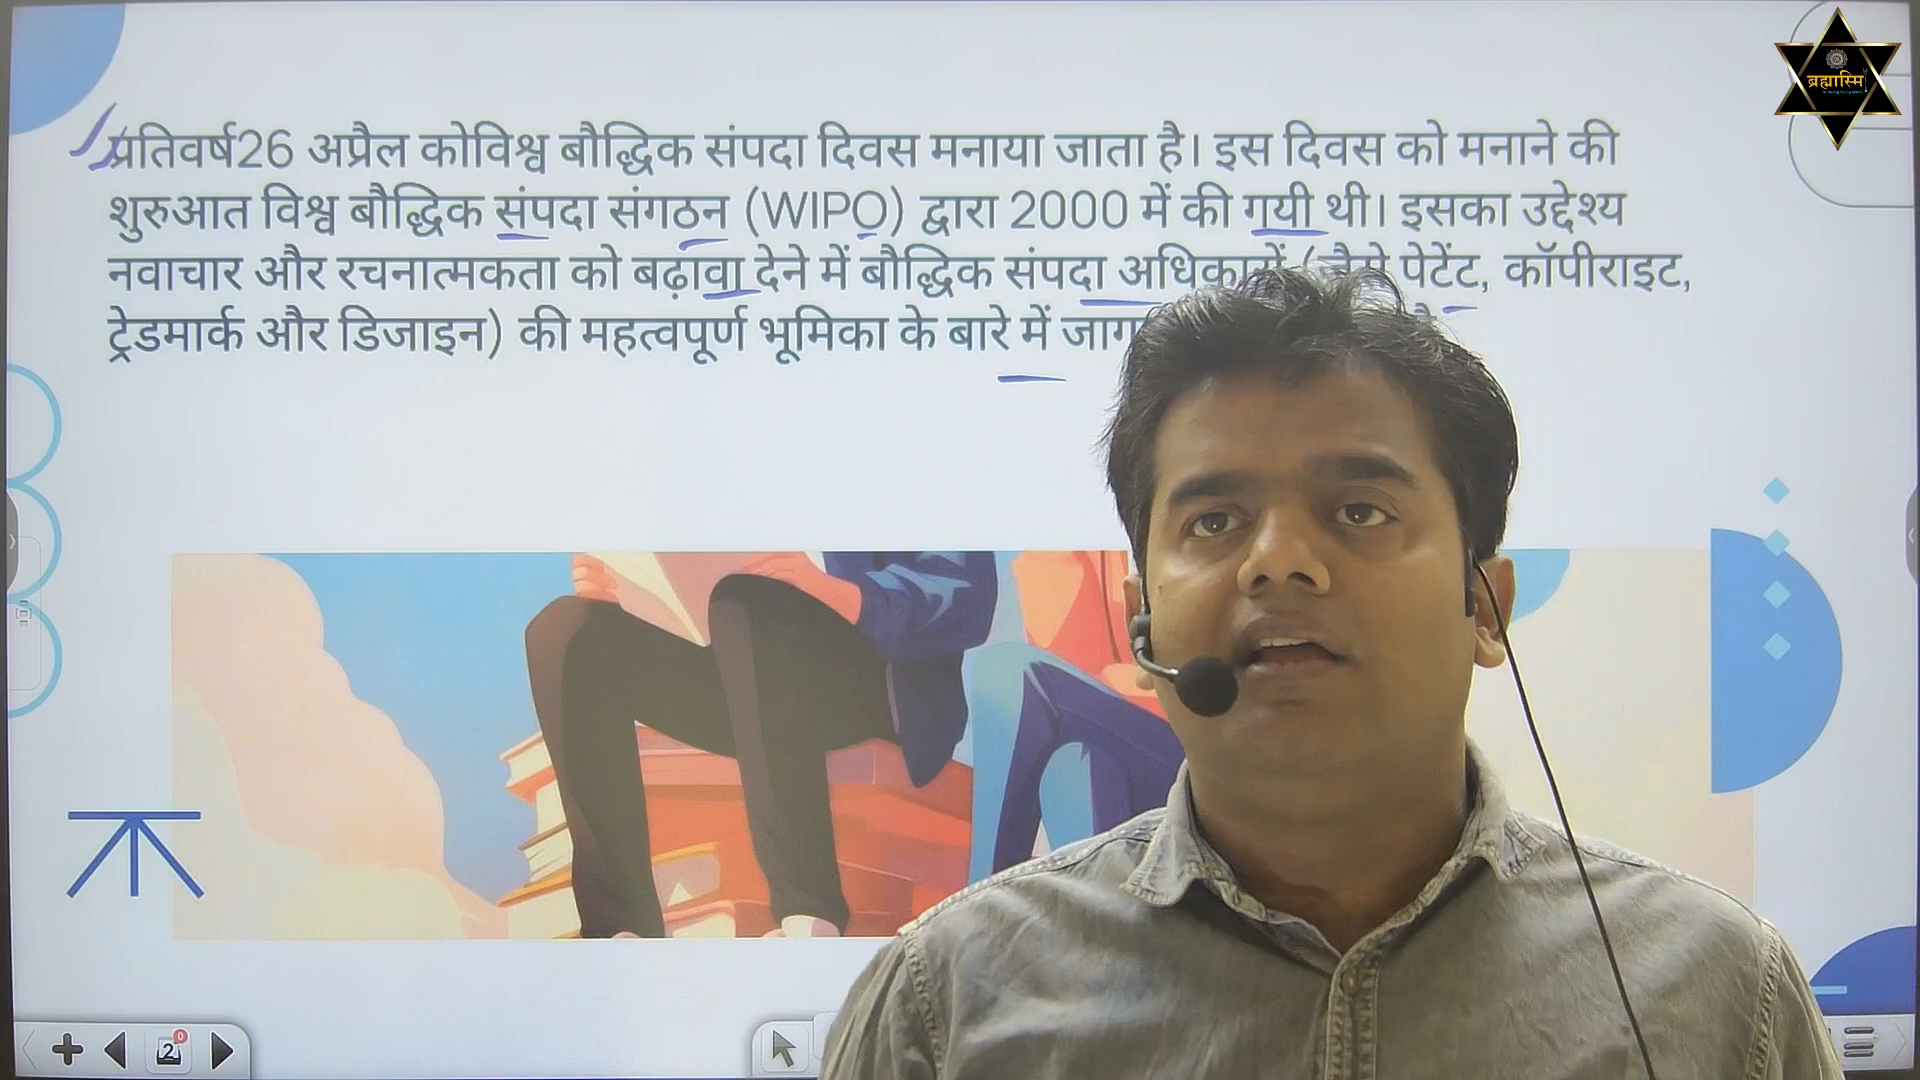 ब्रह्मास्मि
प्रतिवर्ष26 अप्रैल कोविश्व बौद्धिक संपदा दिवस मनाया जाता है। इस दिवस को मनाने की
शुरुआत विश्व बौद्धिक संपदा संगठन (WIPO) द्वारा 2000 में की गयी थी। इसका उद्देश्य
नवाचार और रचनात्मकता को बढ़ावा देने में बौद्धिक संपदा अधिकारों (जैसे पेटेंट, कॉपीराइट,
ट्रेडमार्क और डिजाइन) की महत्वपूर्ण भूमिका के बारे में
2
0